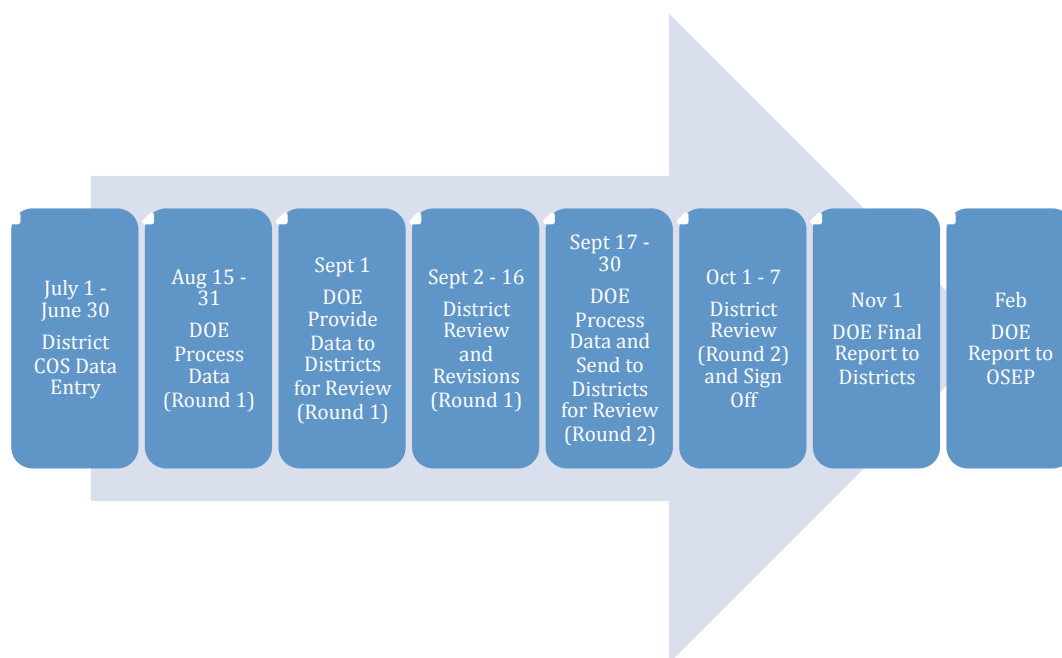 July 1 -
June 30
District
COS Data
Entry
Aug 15 -
31
DOE
Process
Data
(Round 1)
Sept 1
DOE
Provide
Data to
Districts
for Review
(Round 1)
Sept 2 - 16
District
Review
and
Revisions
(Round 1)
Sept 17 -
30
DOE
Process
Data and
Send to
Districts
for Review
(Round 2)
Oct 1 - 7
District
Review
(Round 2)
and Sign
Off
Nov 1
DOE Final
Report to
Districts
Feb
DOE
Report to
OSEP